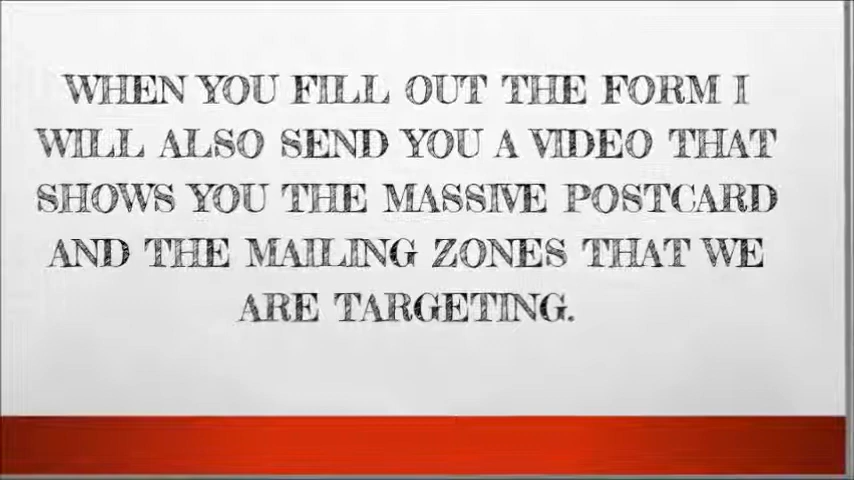 WHEN YOU FILL OUT THE FORM I
WILL ALSO SEND YOU A VIDEO THAT
SHOWS YOU THE MASSIVE POSTCARD
AND THE MAILING ZONES THAT WE
ARE TARGETING.